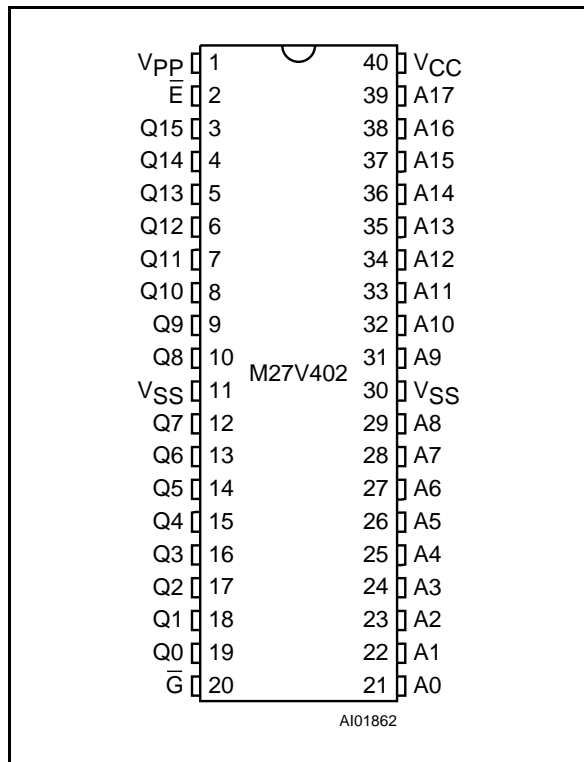 VPP 1 40 VCC
E̅ 2 39 A17
Q15 3 38 A16
Q14 4 37 A15
Q13 5 36 A14
Q12 6 35 A13
Q11 7 34 A12
Q10 8 33 A11
Q9 9 32 A10
Q8 10 31 A9
M27V402
VSS 11 30 VSS
Q7 12 29 A8
Q6 13 28 A7
Q5 14 27 A6
Q4 15 26 A5
Q3 16 25 A4
Q2 17 24 A3
Q1 18 23 A2
Q0 19 22 A1
G̅ 20 21 A0
AI01862